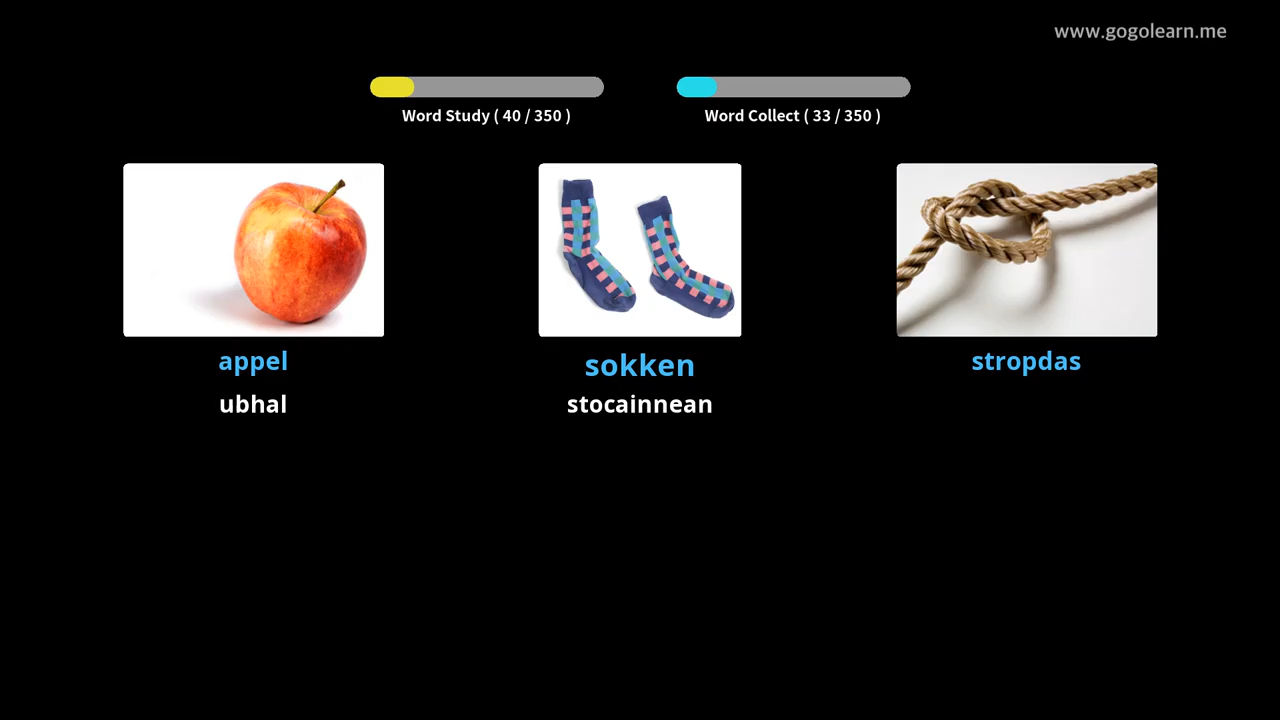 www.gogolearn.me
Word Study ( 40 / 350 )
Word Collect ( 33 / 350 )
appel
sokken
stropdas
ubhal
stocainnean